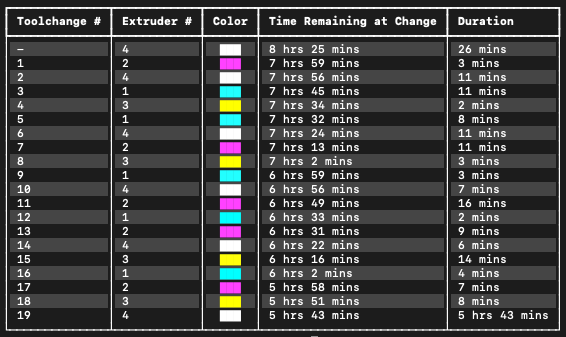 Toolchange # Extruder # Color Time Remaining at Change Duration
— 4 8 hrs 25 mins 26 mins
1 2 7 hrs 59 mins 3 mins
2 4 7 hrs 56 mins 11 mins
3 1 7 hrs 45 mins 11 mins
4 3 7 hrs 34 mins 2 mins
5 1 7 hrs 32 mins 8 mins
6 4 7 hrs 24 mins 11 mins
7 2 7 hrs 13 mins 11 mins
8 3 7 hrs 2 mins 3 mins
9 1 6 hrs 59 mins 3 mins
10 4 6 hrs 56 mins 7 mins
11 2 6 hrs 49 mins 16 mins
12 1 6 hrs 33 mins 2 mins
13 2 6 hrs 31 mins 9 mins
14 4 6 hrs 22 mins 6 mins
15 3 6 hrs 16 mins 14 mins
16 1 6 hrs 2 mins 4 mins
17 2 5 hrs 58 mins 7 mins
18 3 5 hrs 51 mins 8 mins
19 4 5 hrs 43 mins 5 hrs 43 mins